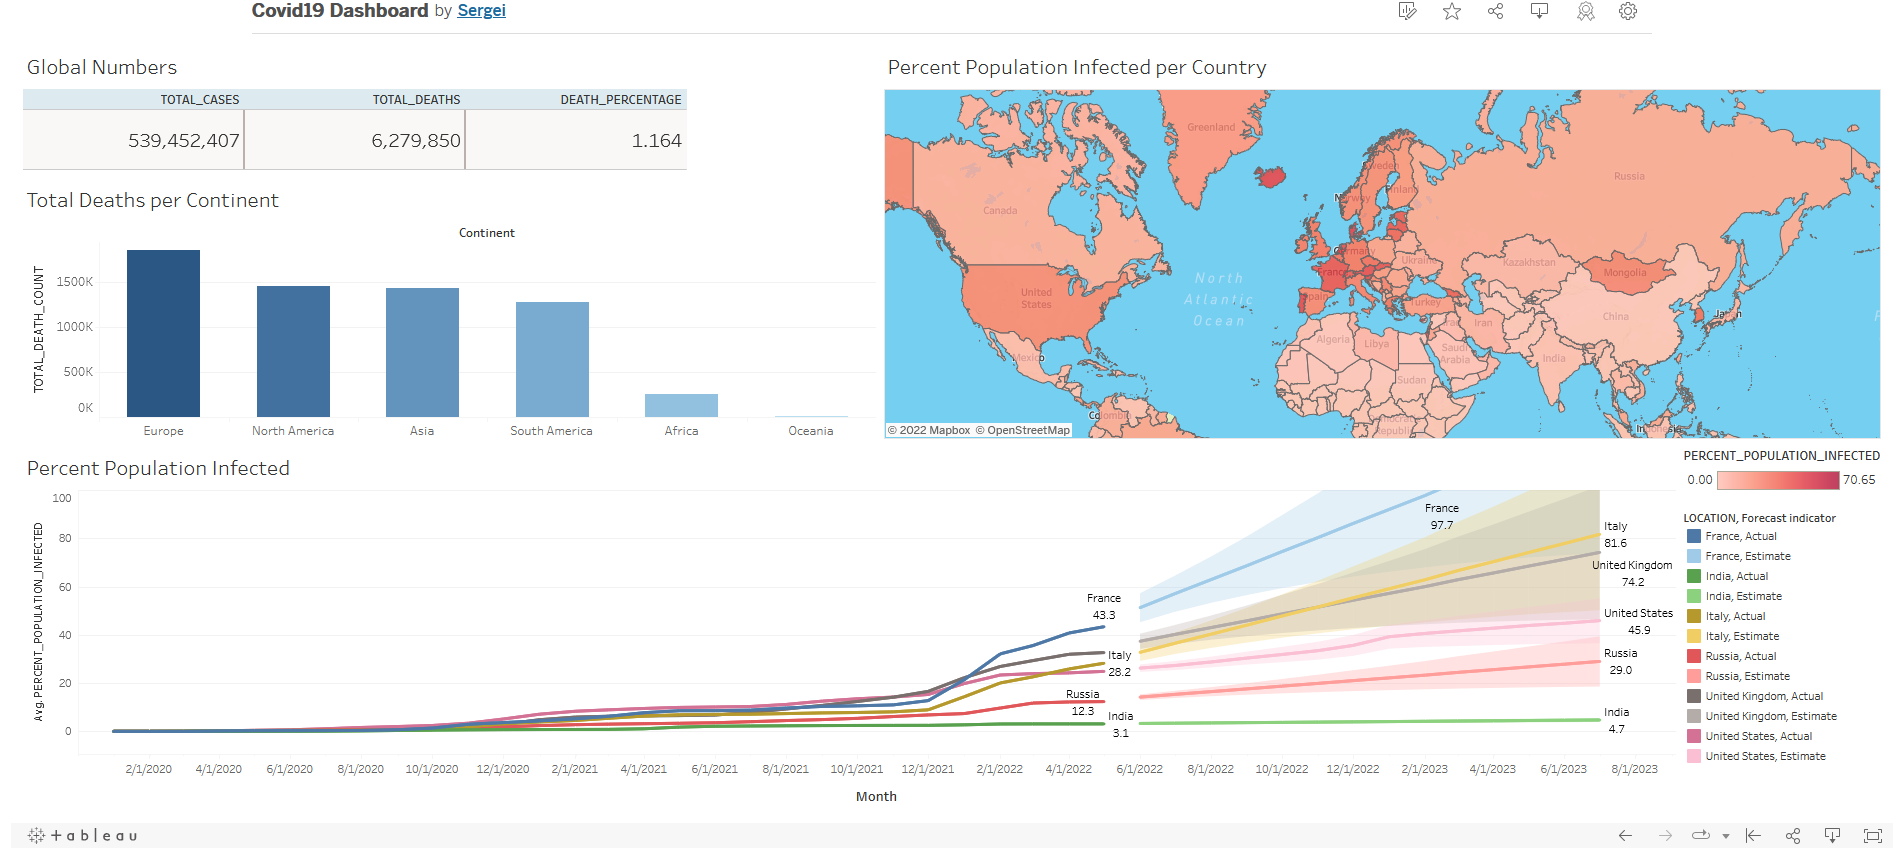 Covid19 Dashboard by Sergei
Global Numbers
TOTAL_CASES TOTAL_DEATHS DEATH_PERCENTAGE
539,452,407 6,279,850 1.164
Total Deaths per Continent
Continent
TOTAL_DEATH_COUNT
1500K
1000K
500K
0K
Europe North America Asia South America Africa Oceania
Percent Population Infected per Country
Greenland
Sweden
Finland
Russia
Norway
Canada
Germany
Ukraine
Kazakhstan
France
Mongolia
North
Atlantic
Ocean
United
States
Spain
Turkey
China
Japan
Iraq
Iran
Algeria
Libya
Saudi
Arabia
India
Mexico
Sudan
Colombia
Indonesia
© 2022 Mapbox © OpenStreetMap
Percent Population Infected
Avg. PERCENT_POPULATION_INFECTED
100
80
60
40
20
0
France
43.3
Italy
28.2
Russia
12.3
India
3.1
France
97.7
Italy
81.6
United Kingdom
74.2
United States
45.9
Russia
29.0
India
4.7
2/1/2020 4/1/2020 6/1/2020 8/1/2020 10/1/2020 12/1/2020 2/1/2021 4/1/2021 6/1/2021 8/1/2021 10/1/2021 12/1/2021 2/1/2022 4/1/2022 6/1/2022 8/1/2022 10/1/2022 12/1/2022 2/1/2023 4/1/2023 6/1/2023 8/1/2023
Month
PERCENT_POPULATION_INFECTED
0.00 70.65
LOCATION, Forecast indicator
France, Actual
France, Estimate
India, Actual
India, Estimate
Italy, Actual
Italy, Estimate
Russia, Actual
Russia, Estimate
United Kingdom, Actual
United Kingdom, Estimate
United States, Actual
United States, Estimate
+ableau